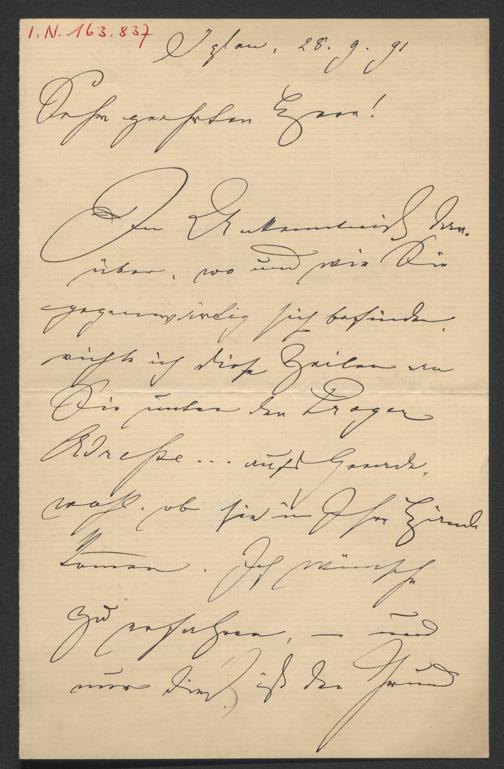 I.N. 163.837
Iglau, 28. 9. 91
Sehr geehrter Herr!
In Unkenntniß dar-
über, wo und wie Sie
gegenwärtig sich befinden
richte ich diese Zeilen an
Sie unter der Prager
Adresse... aufs Gerade-
wohl, ob sie in Ihre Hände
kommen. Ich wünsche
zu erfahren, — und
nur dies ist der Grund